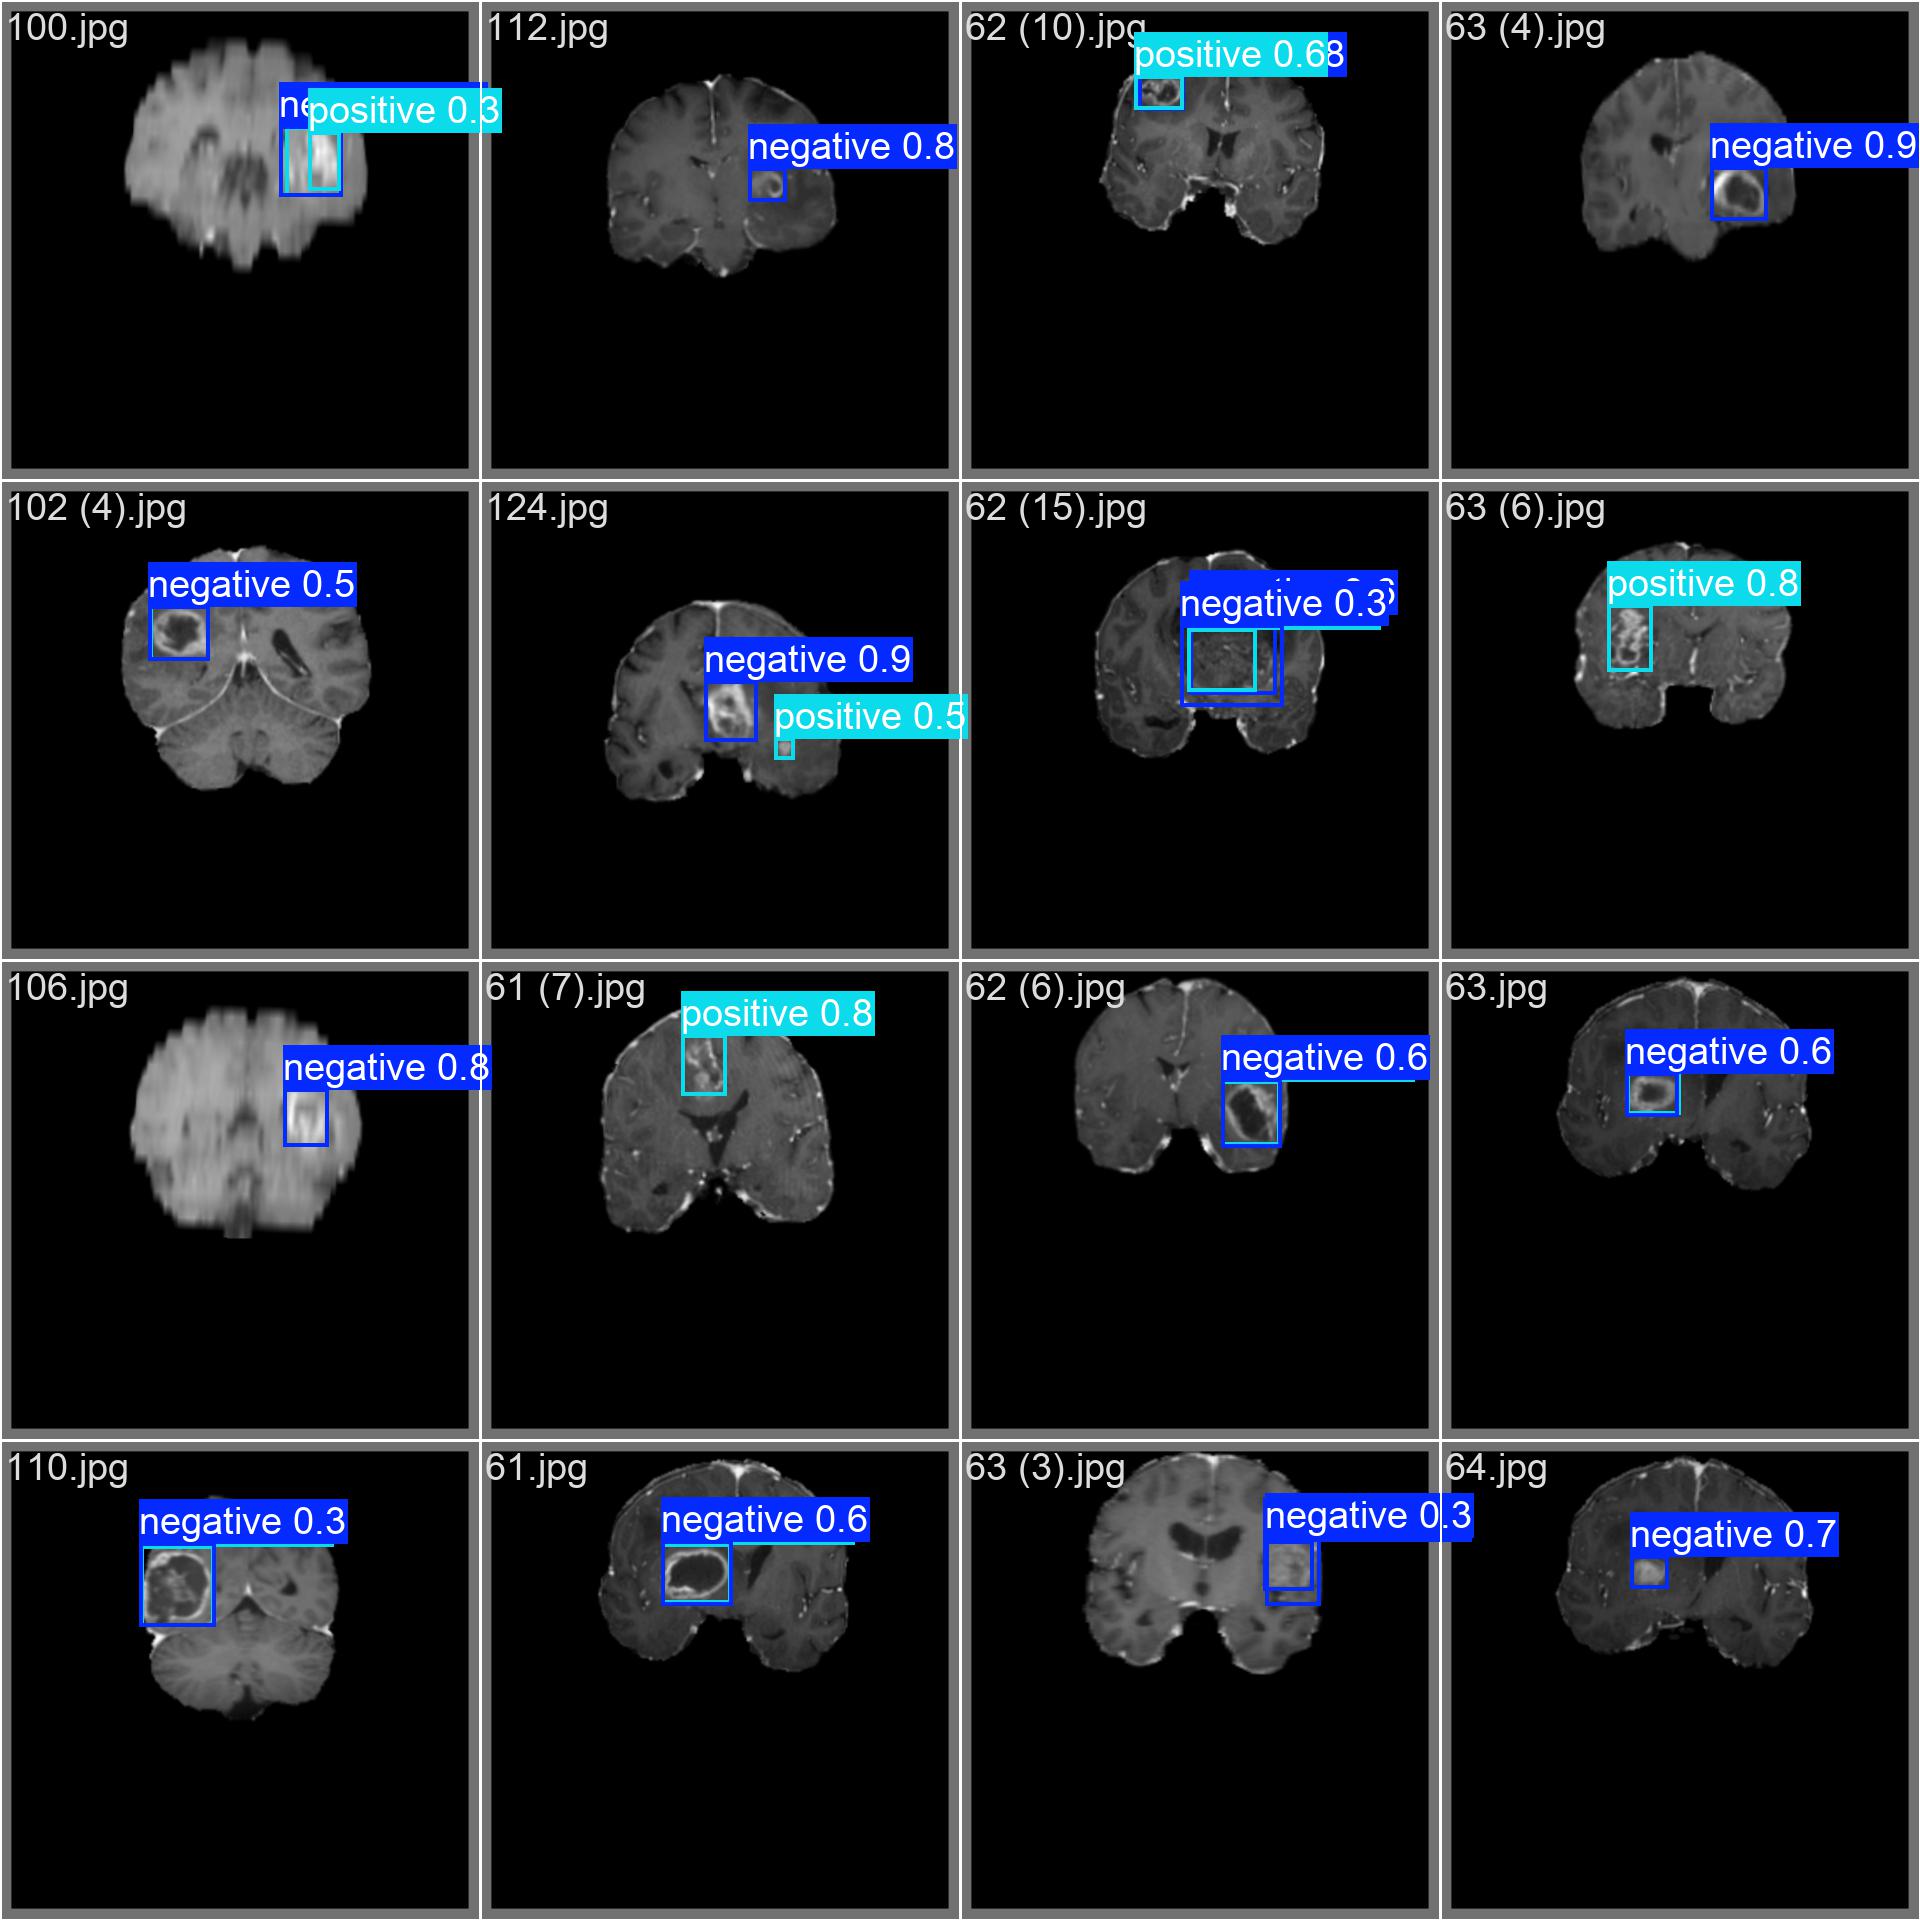 100.jpg
ne
positive 0.3
112.jpg
negative 0.8
62 (10).jpg
positive 0.68
63 (4).jpg
negative 0.9
102 (4).jpg
negative 0.5
124.jpg
negative 0.9
positive 0.5
62 (15).jpg
negative 0.3
63 (6).jpg
positive 0.8
106.jpg
negative 0.8
61 (7).jpg
positive 0.8
62 (6).jpg
negative 0.6
63.jpg
negative 0.6
110.jpg
negative 0.3
61.jpg
negative 0.6
63 (3).jpg
negative 0.3
64.jpg
negative 0.7